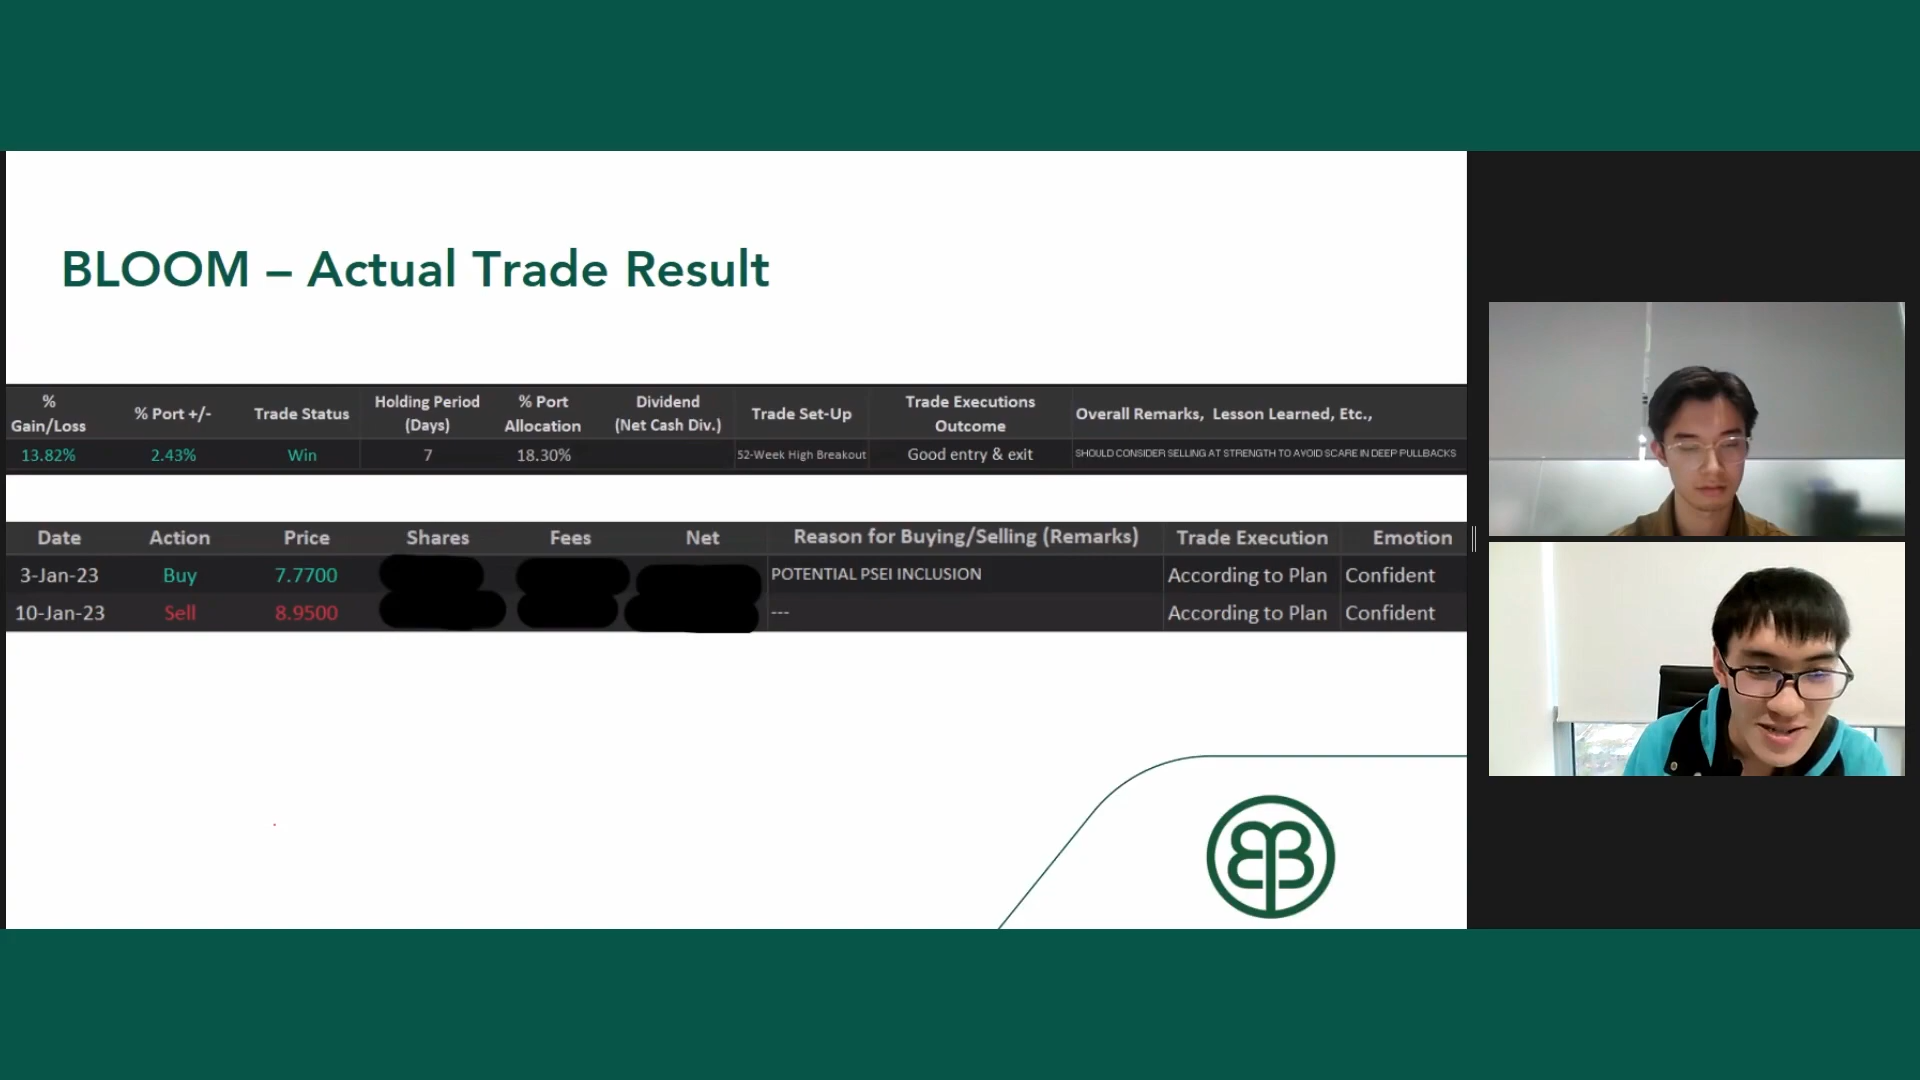 BLOOM – Actual Trade Result
% Gain/Loss % Port +/- Trade Status Holding Period (Days) % Port Allocation Dividend (Net Cash Div.) Trade Set-Up Trade Executions Outcome Overall Remarks, Lesson Learned, Etc.,
13.82% 2.43% Win 7 18.30% 52-Week High Breakout Good entry & exit SHOULD CONSIDER SELLING AT STRENGTH TO AVOID SCARE IN DEEP PULLBACKS
Date Action Price Shares Fees Net Reason for Buying/Selling (Remarks) Trade Execution Emotion
3-Jan-23 Buy 7.7700 POTENTIAL PSEI INCLUSION According to Plan Confident
10-Jan-23 Sell 8.9500 --- According to Plan Confident